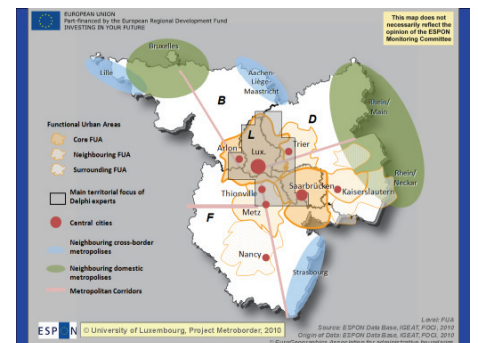 EUROPEAN UNION
Part-financed by the European Regional Development Fund
INVESTING IN YOUR FUTURE
This map does not
necessarily reflect the
opinion of the ESPON
Monitoring Committee
Bruxelles
Lille
Aachen-
Liège-
Maastricht
Rhein/
Main
B
D
L
Functional Urban Areas
Core FUA
Neighbouring FUA
Surrounding FUA
Arlon
Lux.
Trier
Rhein/
Neckar
Main territorial focus of
Delphi experts
Thionville
Saarbrücken
Kaiserslautern
Central cities
F
Metz
Neighbouring cross-border
metropolises
Nancy
Neighbouring domestic
metropolises
Strasbourg
Metropolitan Corridors
Level: FUA
ESPON
© University of Luxembourg, Project Metroborder, 2010
Source: ESPON Data Base, IGEAT, FOCI, 2010
Origin of Data: ESPON Data Base, IGEAT, FOCI, 2010
© EuroGeographics Association for administrative boundaries